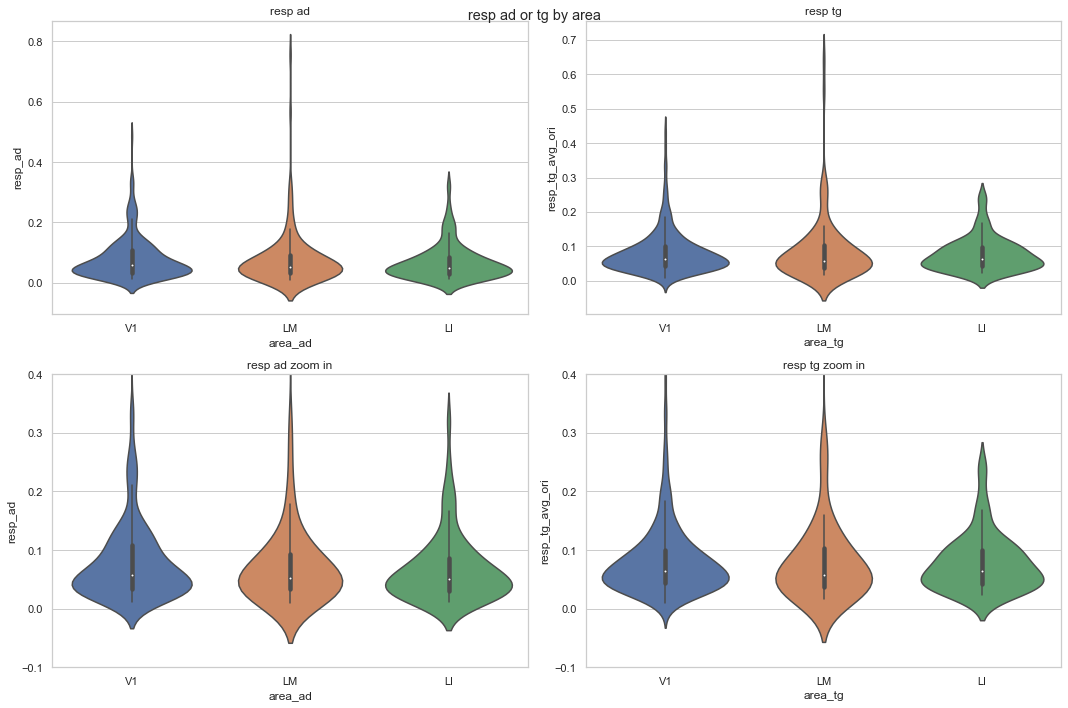 resp ad or tg by area
resp ad
resp tg
0.8
0.6
0.4
0.2
0.0
resp_ad
V1
LM
LI
area_ad
0.7
0.6
0.5
0.4
0.3
0.2
0.1
0.0
resp_tg_avg_ori
V1
LM
LI
area_tg
resp ad zoom in
0.4
0.3
0.2
0.1
0.0
−0.1
resp_ad
V1
LM
LI
area_ad
resp tg zoom in
0.4
0.3
0.2
0.1
0.0
−0.1
resp_tg_avg_ori
V1
LM
LI
area_tg